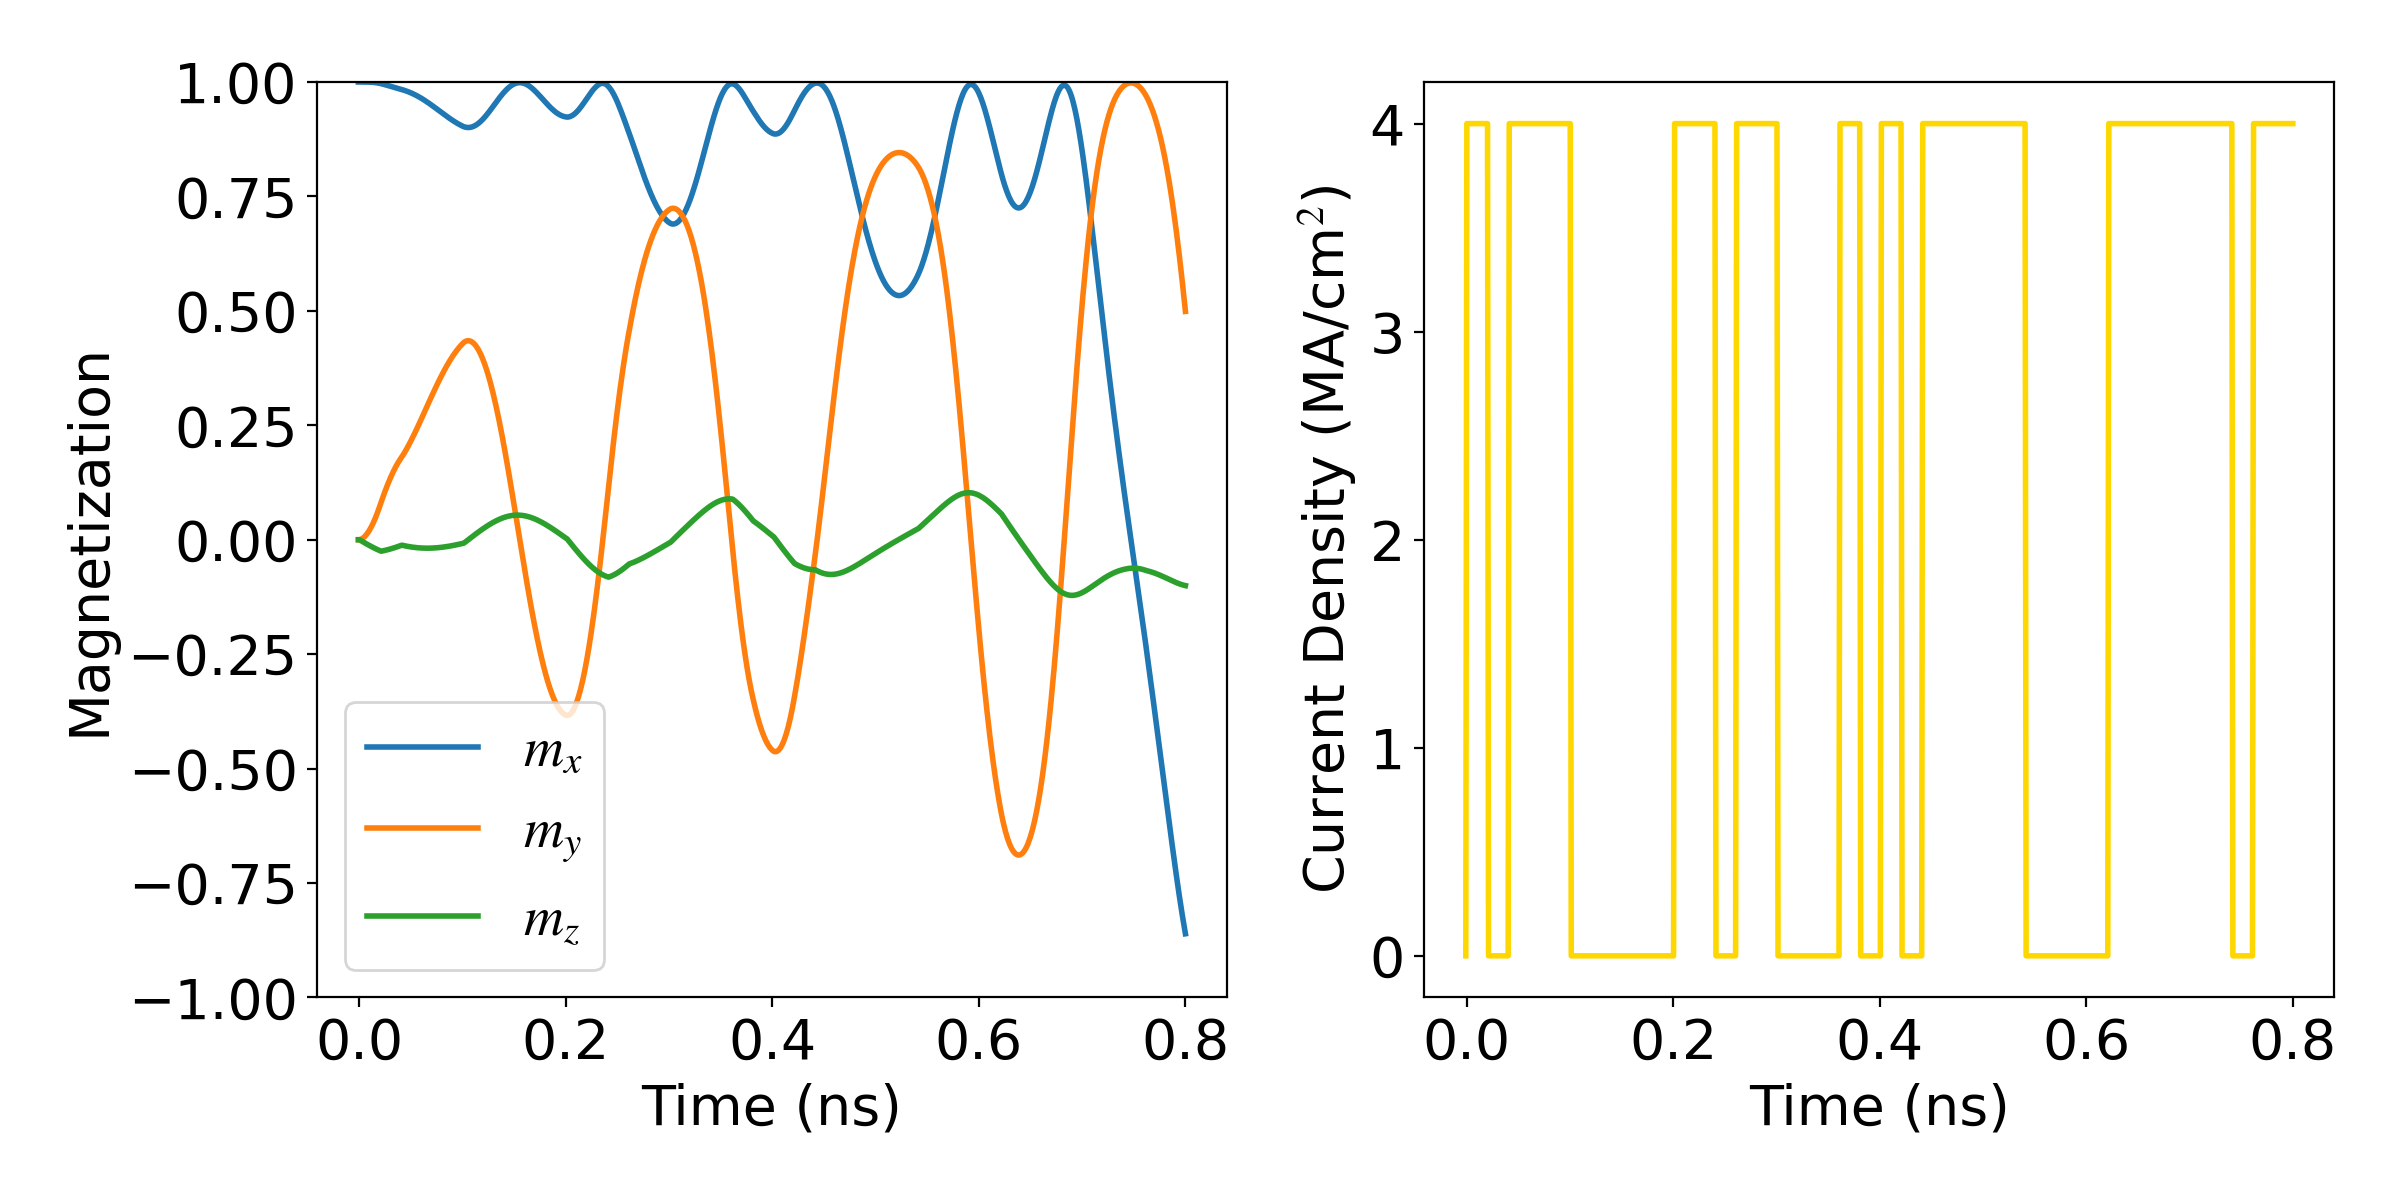 1.00
0.75
0.50
0.25
0.00
−0.25
−0.50
−0.75
−1.00
Magnetization
0.0 0.2 0.4 0.6 0.8
Time (ns)
mₓ
m_y
m_z
4
3
2
1
0
Current Density (MA/cm²)
0.0 0.2 0.4 0.6 0.8
Time (ns)